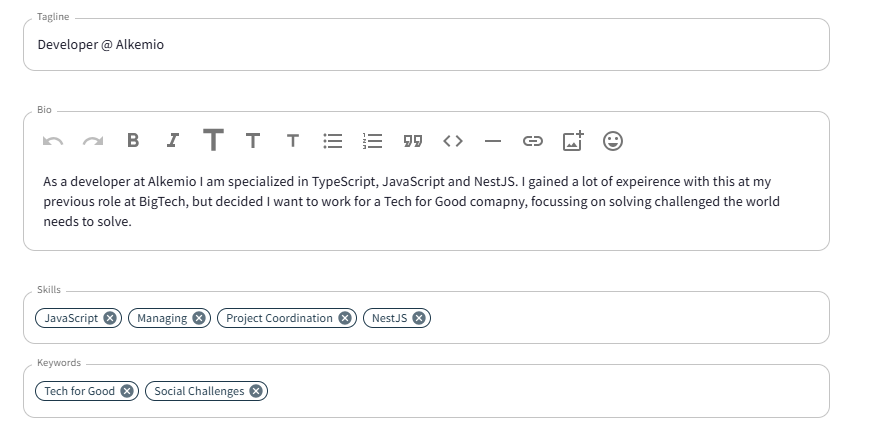 Tagline
Developer @ Alkemio
Bio
As a developer at Alkemio I am specialized in TypeScript, JavaScript and NestJS. I gained a lot of expeirence with this at my
previous role at BigTech, but decided I want to work for a Tech for Good comapny, focussing on solving challenged the world
needs to solve.
Skills
JavaScript Managing Project Coordination NestJS
Keywords
Tech for Good Social Challenges